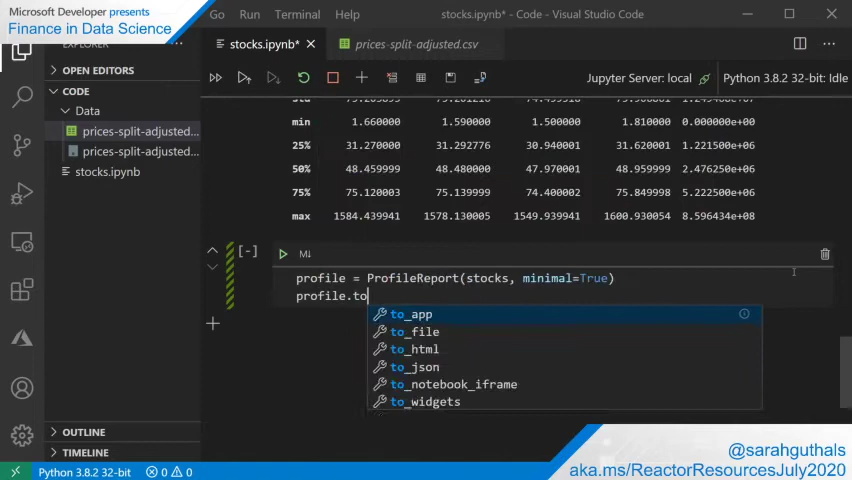 Microsoft Developer presents
Finance in Data Science
Go Run Terminal Help
stocks.ipynb* - Code - Visual Studio Code
stocks.ipynb*
prices-split-adjusted.csv
OPEN EDITORS
Jupyter Server: local
Python 3.8.2 32-bit: Idle
CODE
Data
prices-split-adjusted...
prices-split-adjusted...
stocks.ipynb
min 1.660000 1.590000 1.500000 1.810000 0.000000e+00
25% 31.270000 31.292776 30.940001 31.620001 1.221500e+06
50% 48.459999 48.480000 47.970001 48.959999 2.476250e+06
75% 75.120003 75.139999 74.400002 75.849998 5.222500e+06
max 1584.439941 1578.130005 1549.939941 1600.930054 8.596434e+08
[-]
M↓
profile = ProfileReport(stocks, minimal=True)
profile.to
to_app
to_file
to_html
to_json
to_notebook_iframe
to_widgets
OUTLINE
TIMELINE
@sarahguthals
aka.ms/ReactorResourcesJuly2020
Python 3.8.2 32-bit 0 0